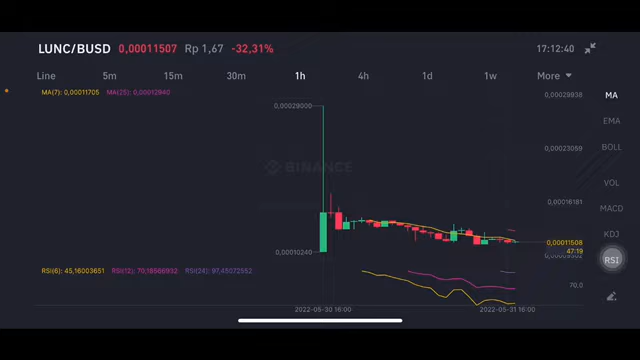 LUNC/BUSD 0,00011507 Rp 1,67 -32,31% 17:12:40
Line 5m 15m 30m 1h 4h 1d 1w More
MA(7): 0,00011705 MA(25): 0,00012940
0,00029938
MA
0,00029000
EMA
0,00023059
BOLL
BINANCE
VOL
0,00016181
MACD
KDJ
0,00011508
47:19
0,00010240
RSI
RSI(6): 45,16003651 RSI(12): 70,18566932 RSI(24): 97,45072552
70.0
2022-05-30 16:00 2022-05-31 16:00